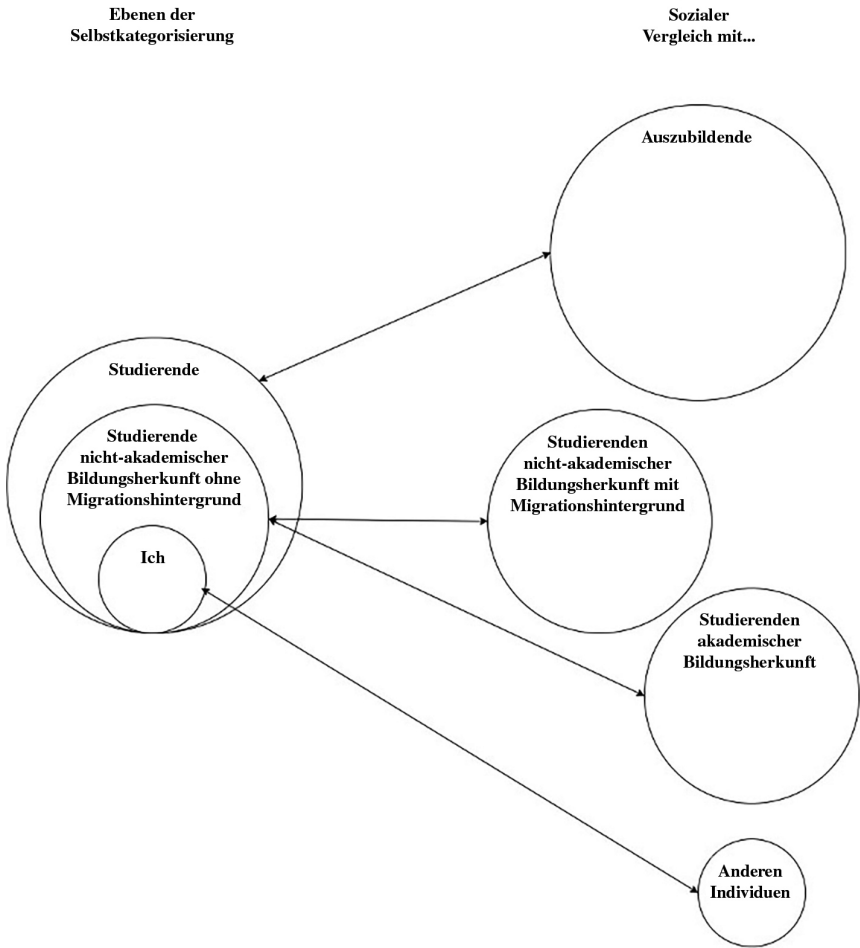 Ebenen der
Selbstkategorisierung
Sozialer
Vergleich mit...
Auszubildende
Studierende
Studierende
nicht-akademischer
Bildungsherkunft ohne
Migrationshintergrund
Ich
Studierenden
nicht-akademischer
Bildungsherkunft mit
Migrationshintergrund
Studierenden
akademischer
Bildungsherkunft
Anderen
Individuen